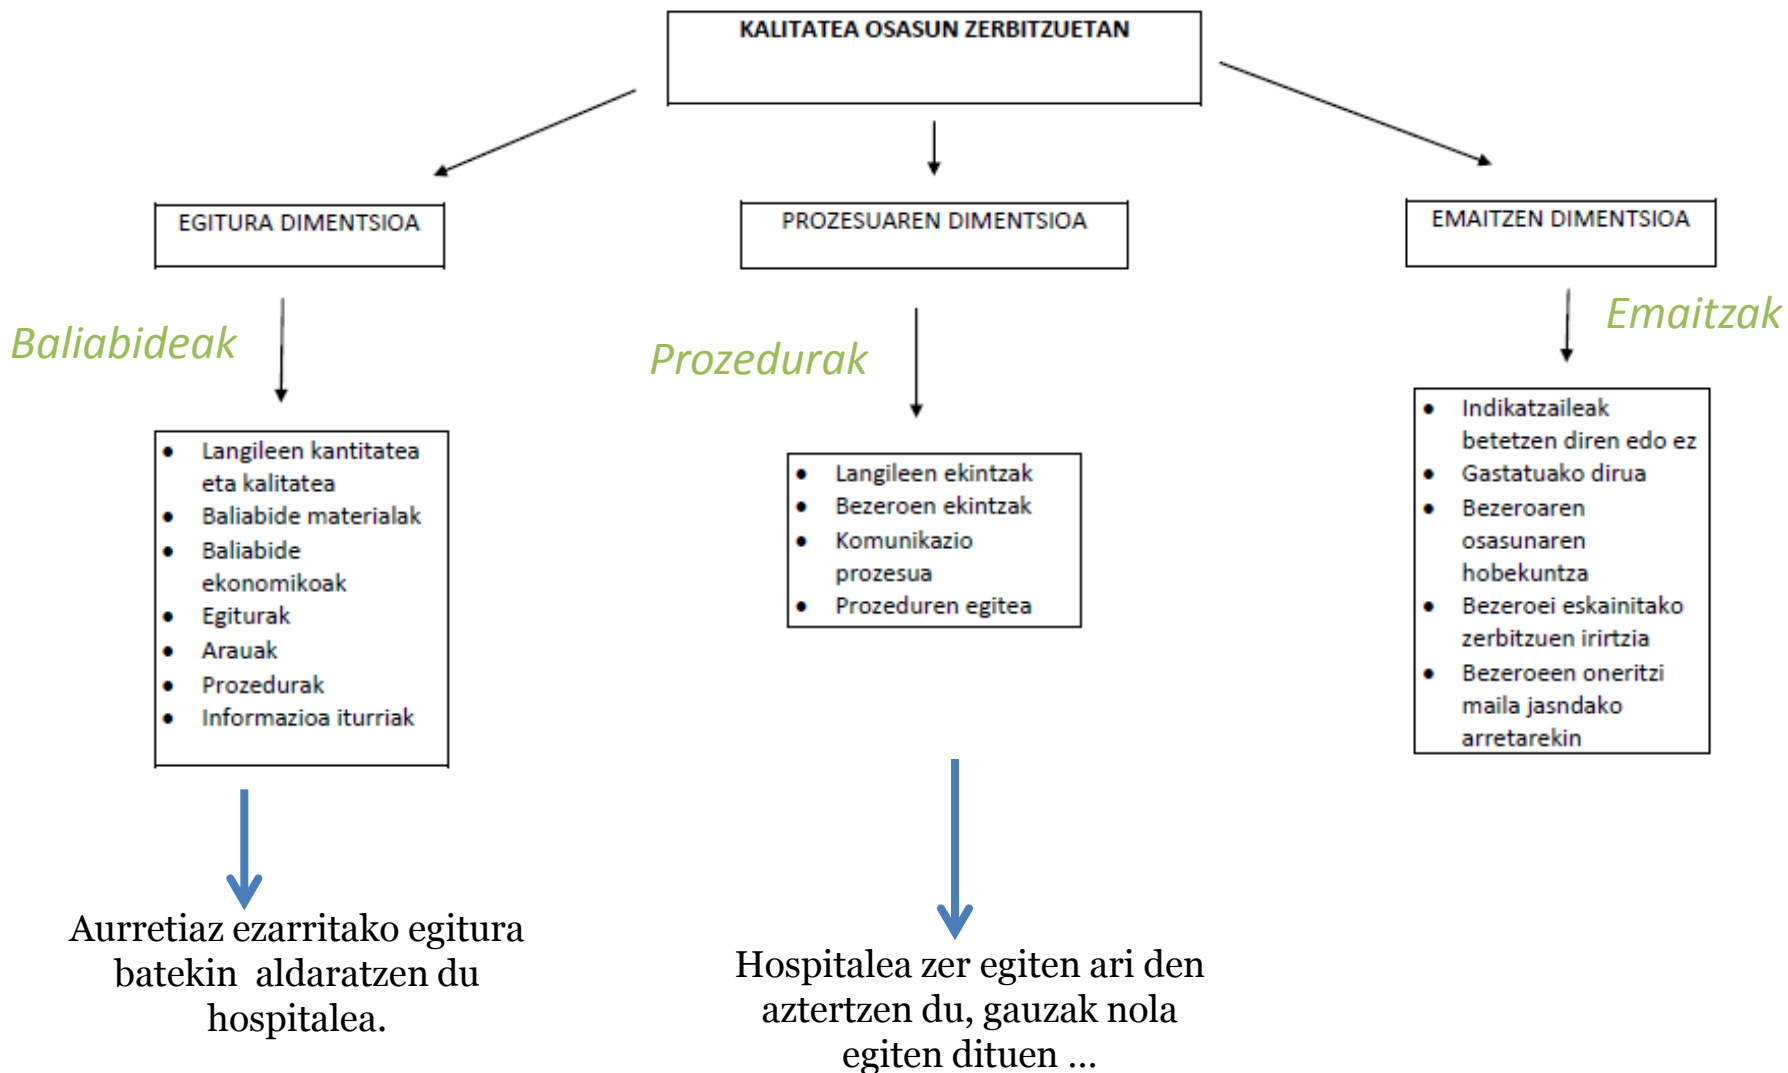 KALITATEA OSASUN ZERBITZUETAN
EGITURA DIMENTSIOA
PROZESUAREN DIMENTSIOA
EMAITZEN DIMENTSIOA
Baliabideak
Prozedurak
Emaitzak
• Langileen kantitatea
eta kalitatea
• Baliabide materialak
• Baliabide
ekonomikoak
• Egiturak
• Arauak
• Prozedurak
• Informazioa iturriak
• Langileen ekintzak
• Bezeroen ekintzak
• Komunikazio
prozesua
• Prozeduren egitea
• Indikatzaileak
betetzen diren edo ez
• Gastatuako dirua
• Bezeroaren
osasunaren
hobekuntza
• Bezeroei eskainitako
zerbitzuen irirtzia
• Bezeroeen oneritzi
maila jasndako
arretarekin
Aurretiaz ezarritako egitura
batekin aldaratzen du
hospitalea.
Hospitalea zer egiten ari den
aztertzen du, gauzak nola
egiten dituen ...